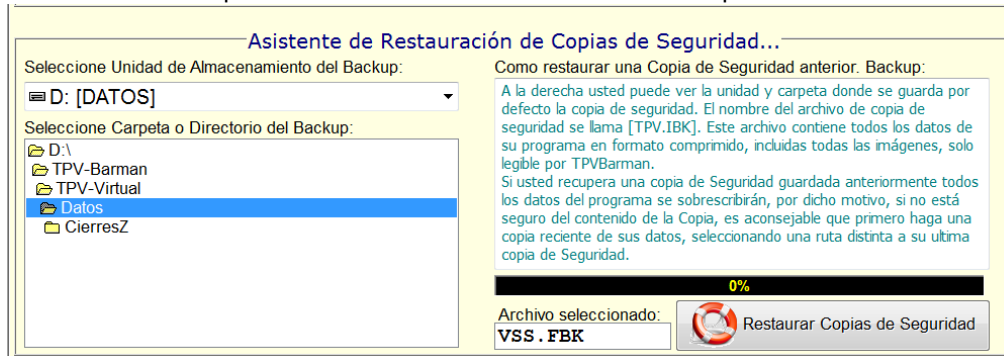 Asistente de Restauración de Copias de Seguridad...
Seleccione Unidad de Almacenamiento del Backup:
D: [DATOS]
Seleccione Carpeta o Directorio del Backup:
D:\
TPV-Barman
TPV-Virtual
Datos
CierresZ
Como restaurar una Copia de Seguridad anterior. Backup:
A la derecha usted puede ver la unidad y carpeta donde se guarda por
defecto la copia de seguridad. El nombre del archivo de copia de
seguridad se llama [TPV.IBK]. Este archivo contiene todos los datos de
su programa en formato comprimido, incluidas todas las imágenes, solo
legible por TPVBarman.
Si usted recupera una copia de Seguridad guardada anteriormente todos
los datos del programa se sobrescribirán, por dicho motivo, si no está
seguro del contenido de la Copia, es aconsejable que primero haga una
copia reciente de sus datos, seleccionando una ruta distinta a su ultima
copia de Seguridad.
0%
Archivo seleccionado:
VSS.FBK
Restaurar Copias de Seguridad